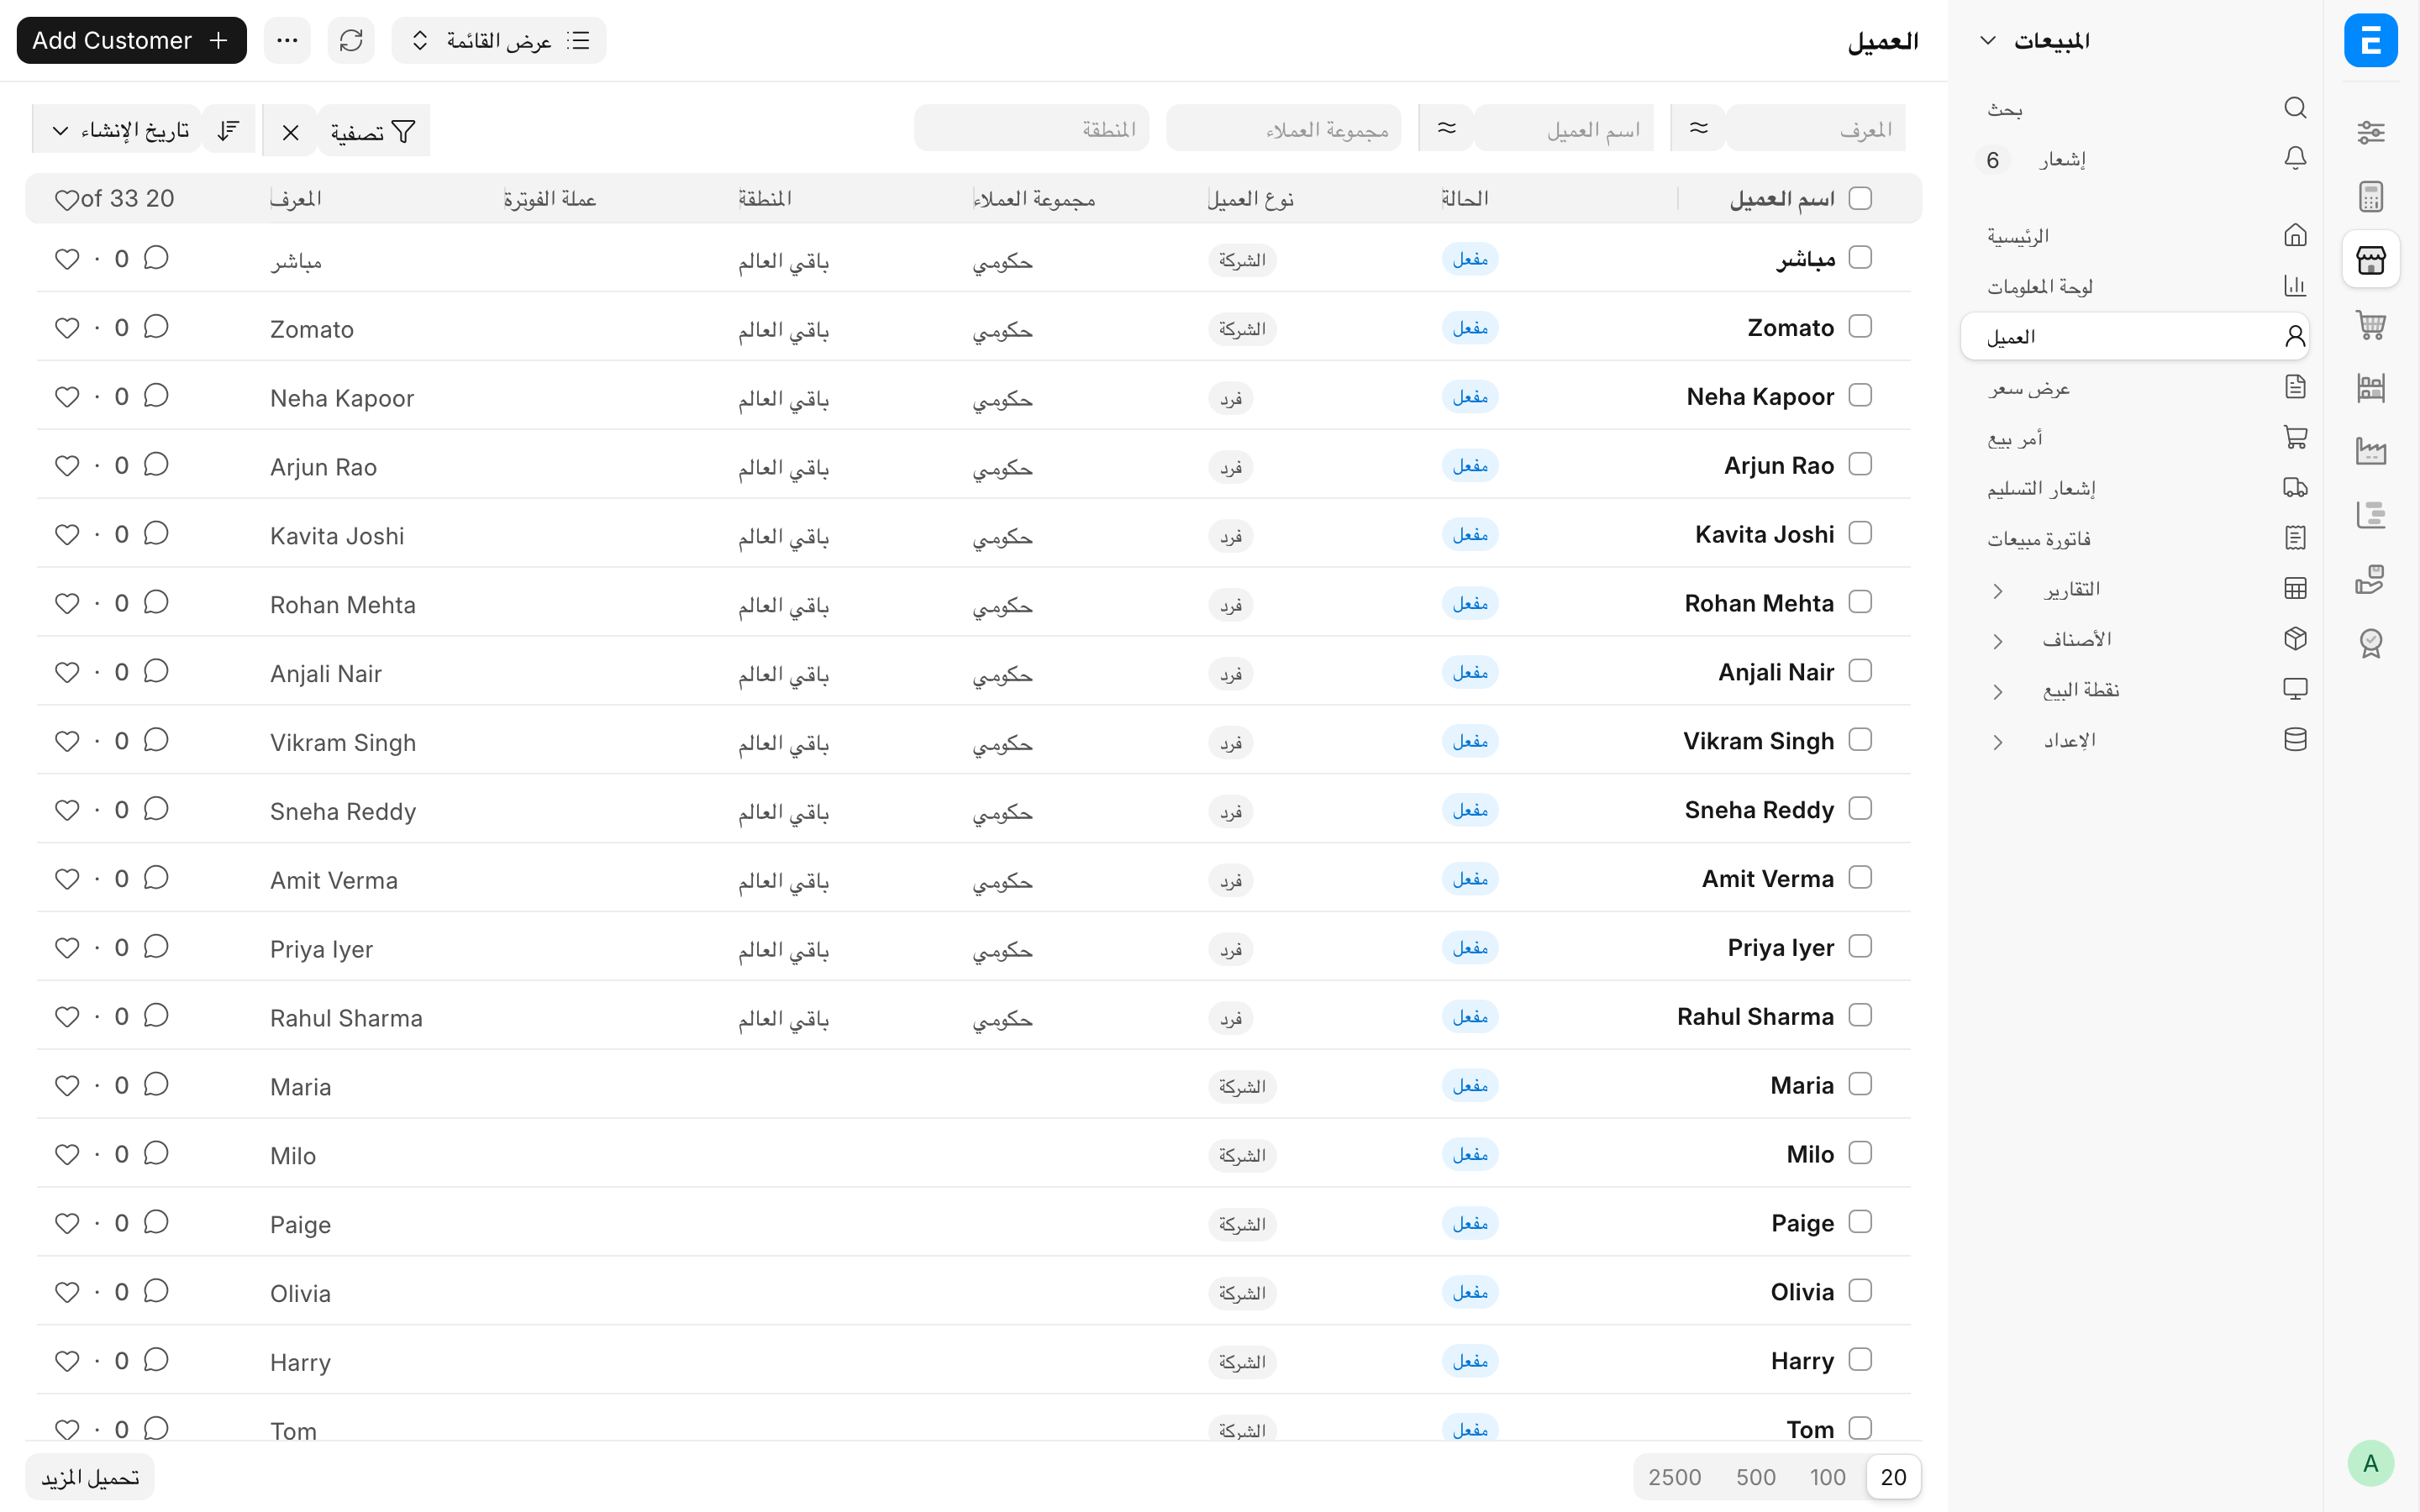 العميل
عرض القائمة
Add Customer
المعرف
اسم العميل
مجموعة العملاء
المنطقة
تصفية
تاريخ الإنشاء
اسم العميل الحالة نوع العميل مجموعة العملاء المنطقة عملة الفوترة المعرف 20 of 33
مباشر مفعل الشركة حكومي باقي العالم مباشر 0 ·
Zomato مفعل الشركة حكومي باقي العالم Zomato 0 ·
Neha Kapoor مفعل فرد حكومي باقي العالم Neha Kapoor 0 ·
Arjun Rao مفعل فرد حكومي باقي العالم Arjun Rao 0 ·
Kavita Joshi مفعل فرد حكومي باقي العالم Kavita Joshi 0 ·
Rohan Mehta مفعل فرد حكومي باقي العالم Rohan Mehta 0 ·
Anjali Nair مفعل فرد حكومي باقي العالم Anjali Nair 0 ·
Vikram Singh مفعل فرد حكومي باقي العالم Vikram Singh 0 ·
Sneha Reddy مفعل فرد حكومي باقي العالم Sneha Reddy 0 ·
Amit Verma مفعل فرد حكومي باقي العالم Amit Verma 0 ·
Priya Iyer مفعل فرد حكومي باقي العالم Priya Iyer 0 ·
Rahul Sharma مفعل فرد حكومي باقي العالم Rahul Sharma 0 ·
Maria مفعل الشركة Maria 0 ·
Milo مفعل الشركة Milo 0 ·
Paige مفعل الشركة Paige 0 ·
Olivia مفعل الشركة Olivia 0 ·
Harry مفعل الشركة Harry 0 ·
Tom مفعل الشركة Tom 0 ·
20 100 500 2500
تحميل المزيد
المبيعات
بحث
إشعار 6
الرئيسية
لوحة المعلومات
العميل
عرض سعر
أمر بيع
إشعار التسليم
فاتورة مبيعات
التقارير
الأصناف
نقطة البيع
الإعداد
E
A